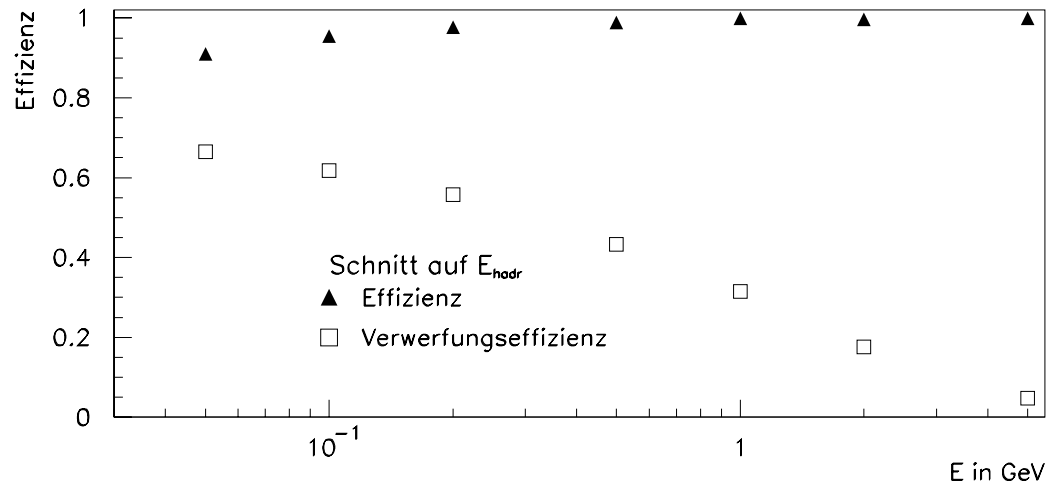 Effizienz
1
0.8
0.6
0.4
0.2
0
Schnitt auf E_hadr
Effizienz
Verwerfungseffizienz
10^-1
1
E in GeV